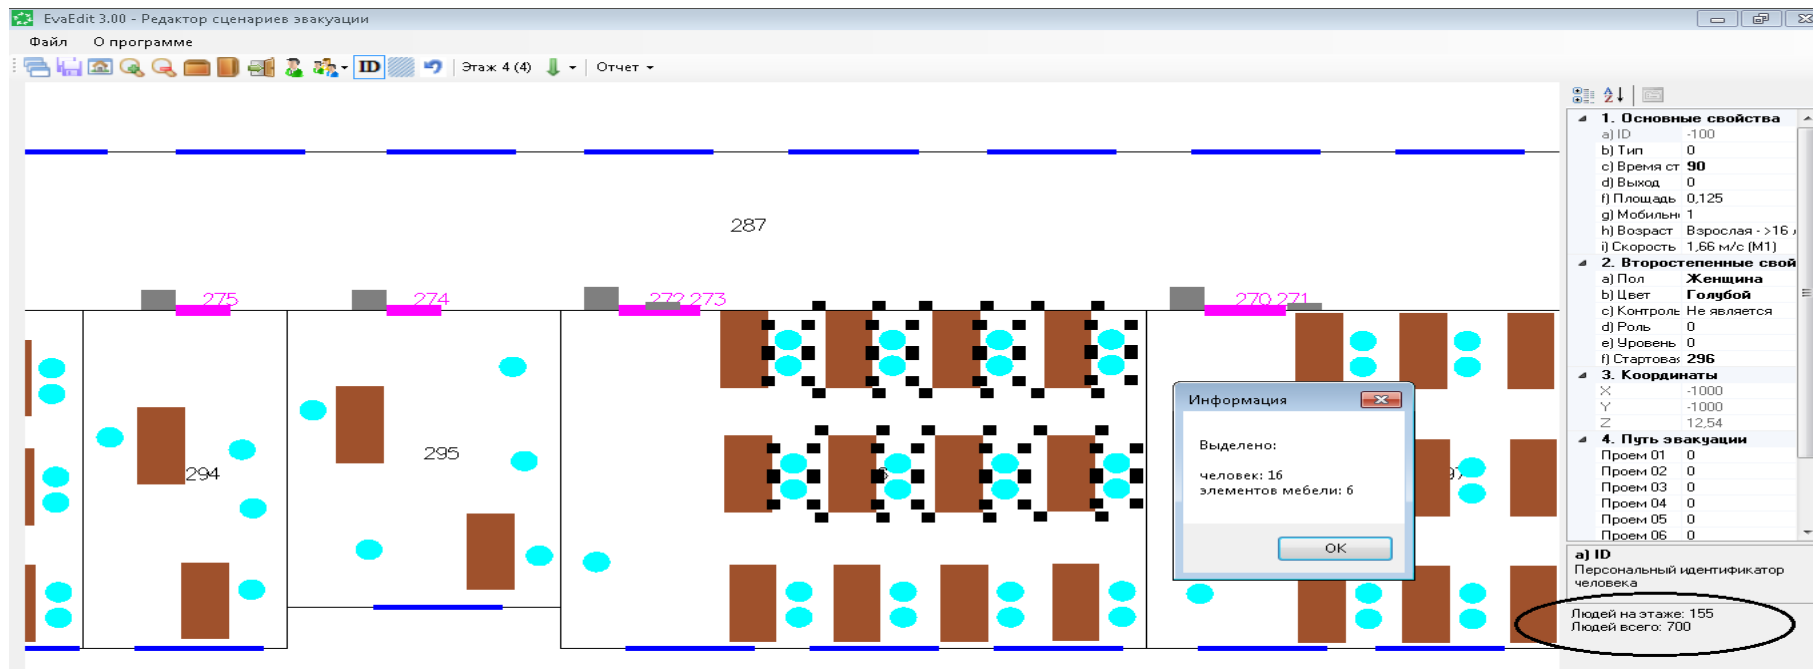 EvaEdit 3.00 - Редактор сценариев эвакуации
Файл О программе
ID Этаж 4 (4) Отчет
287
275 274 272,273 270,271
294 295
1. Основные свойства
a) ID -100
b) Тип 0
c) Время ст 90
d) Выход 0
f) Площадь 0,125
g) Мобильн 1
h) Возраст Взрослая - >16
i) Скорость 1,66 м/с (М1)
2. Второстепенные свой
a) Пол Женщина
b) Цвет Голубой
c) Контроль Не является
d) Роль 0
e) Уровень 0
f) Стартовая 296
3. Координаты
X -1000
Y -1000
Z 12,54
4. Путь эвакуации
Проем 01 0
Проем 02 0
Проем 03 0
Проем 04 0
Проем 05 0
Проем 06 0
a) ID
Персональный идентификатор
человека
Людей на этаже: 155
Людей всего: 700
Информация
Выделено:
человек: 16
элементов мебели: 6
ОК